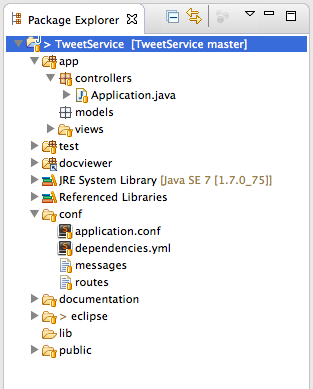 Package Explorer
> TweetService [TweetService master]
app
controllers
Application.java
models
views
test
docviewer
JRE System Library [Java SE 7 [1.7.0_75]]
Referenced Libraries
conf
application.conf
dependencies.yml
messages
routes
documentation
> eclipse
lib
public